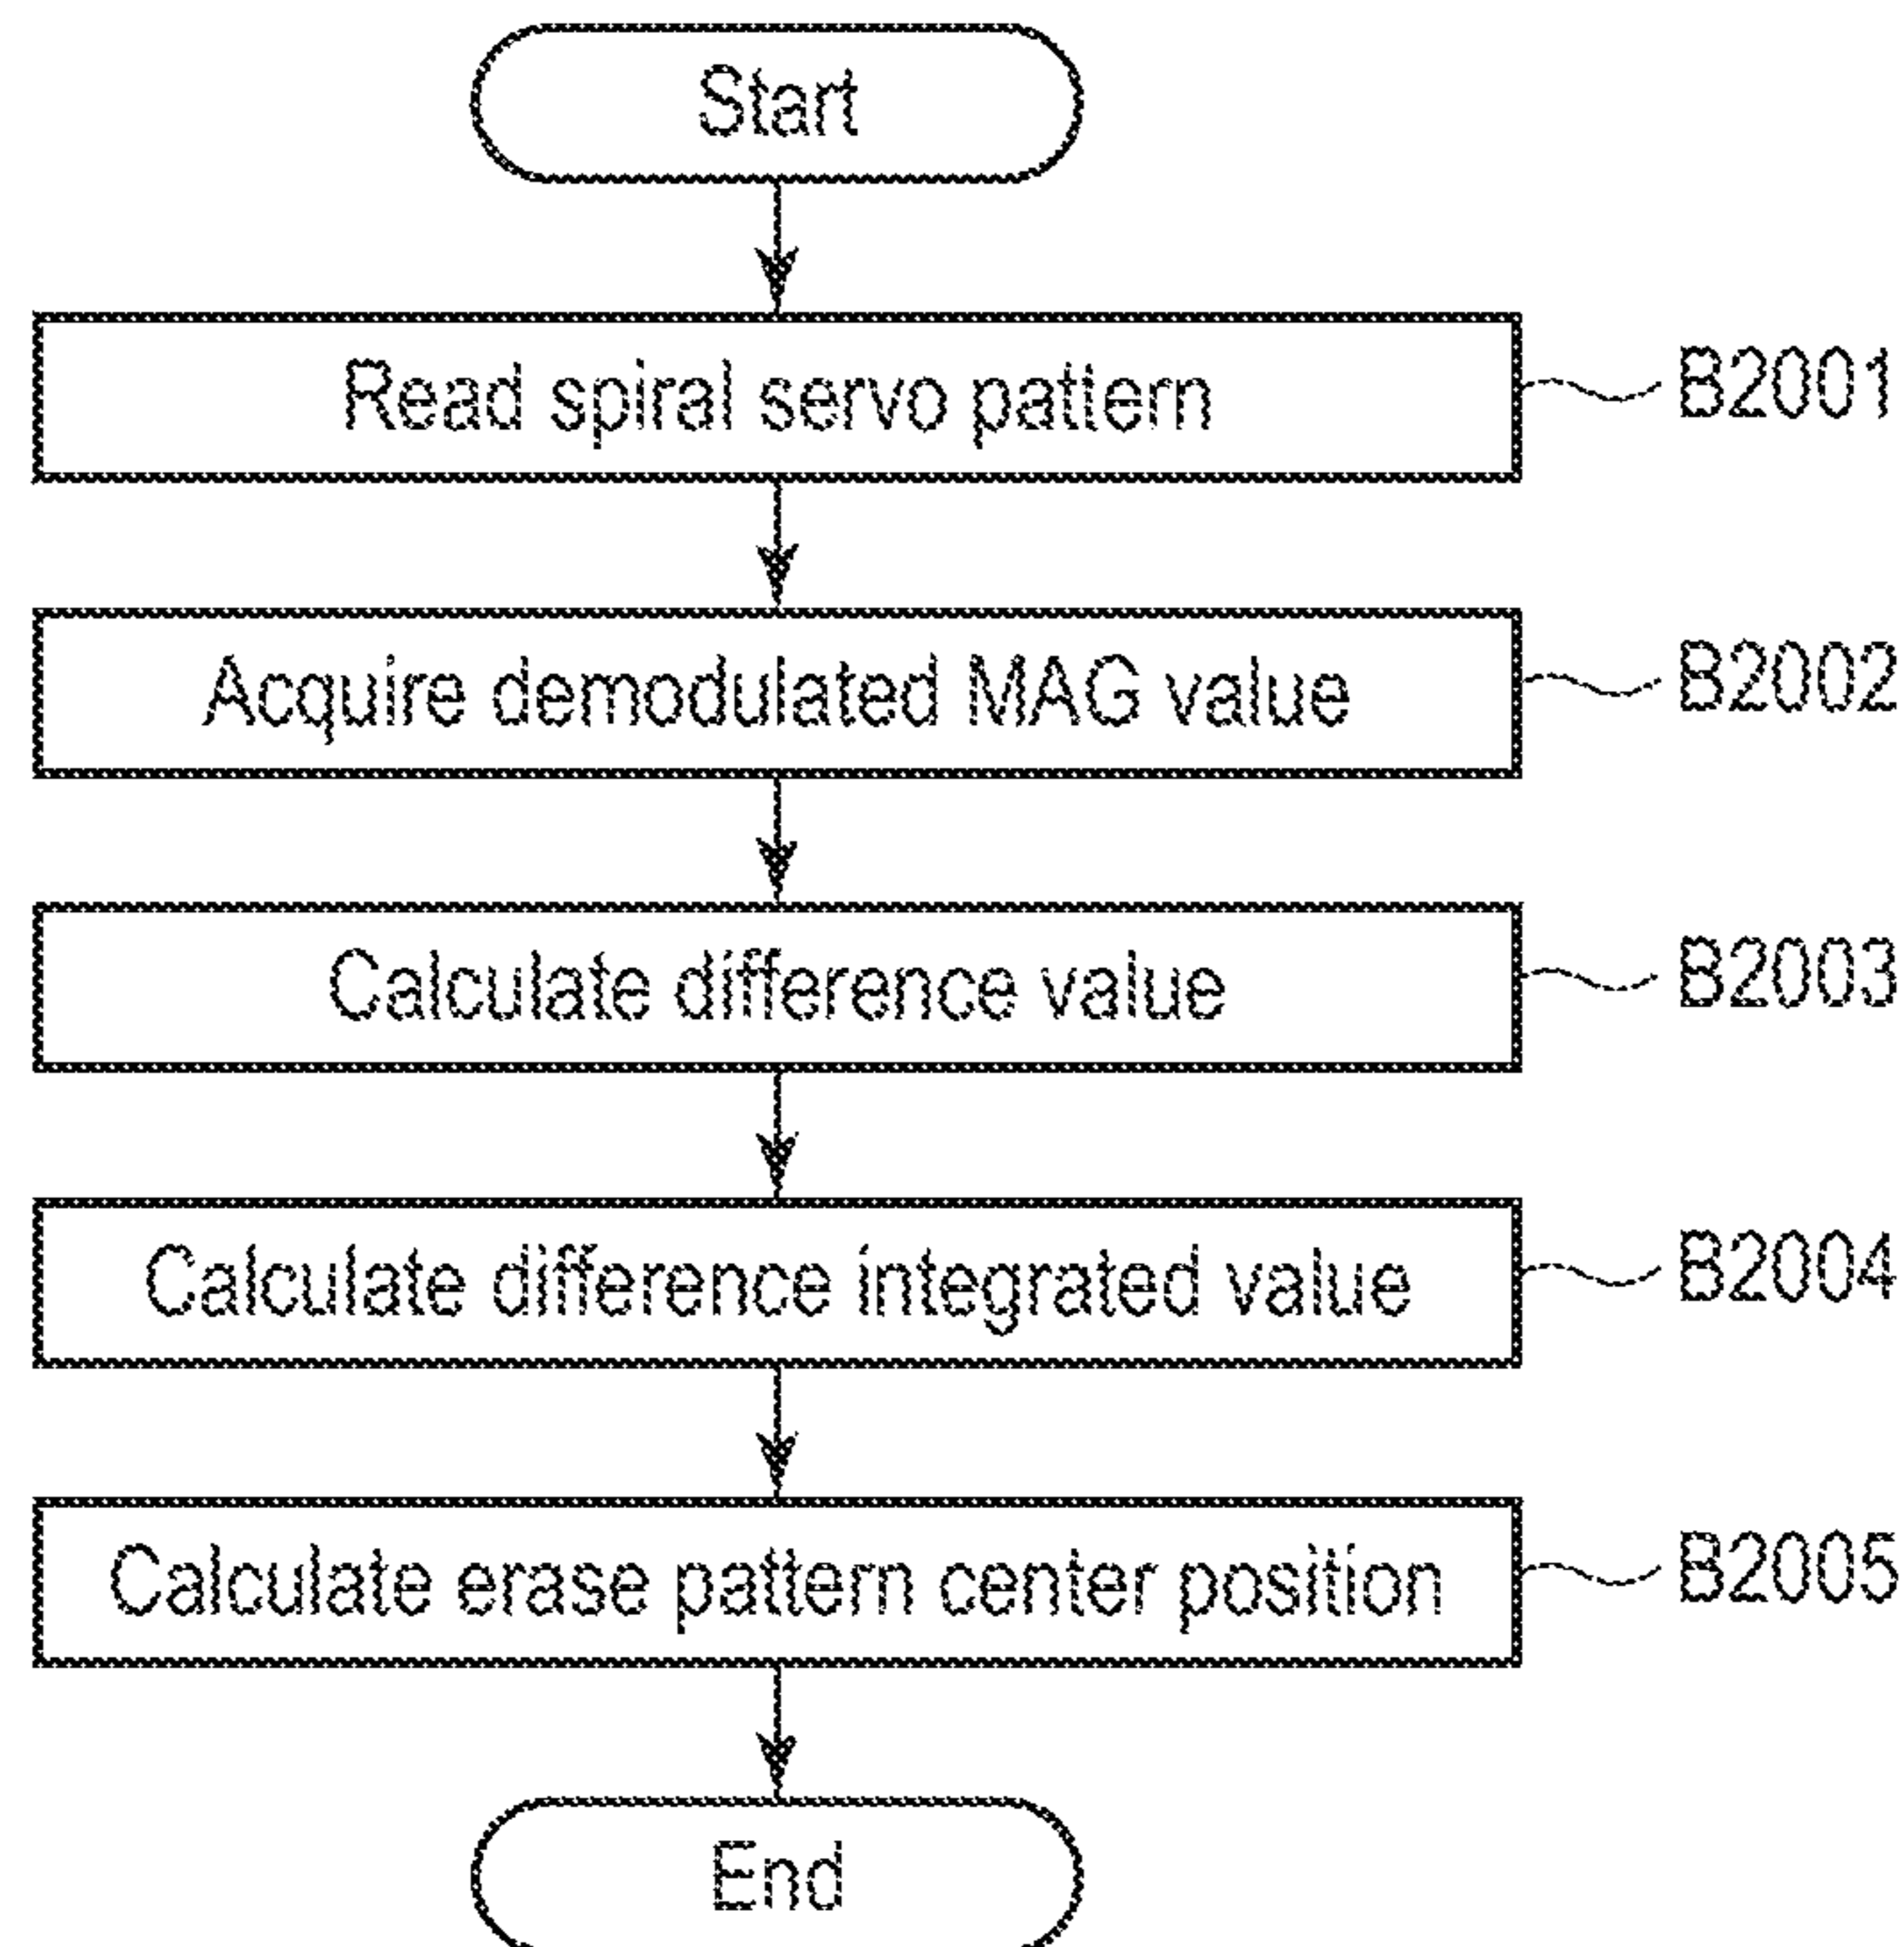 Start
Read spiral servo pattern
B2001
Acquire demodulated MAG value
B2002
Calculate difference value
B2003
Calculate difference integrated value
B2004
Calculate erase pattern center position
B2005
End